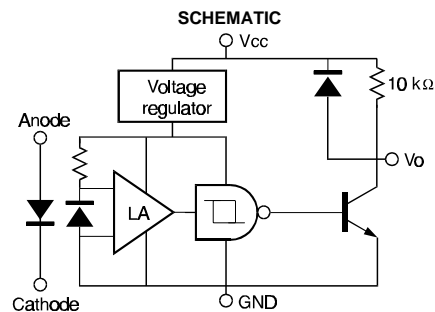 SCHEMATIC
Vcc
Voltage
regulator
10 kΩ
Anode
Vo
LA
Cathode
GND